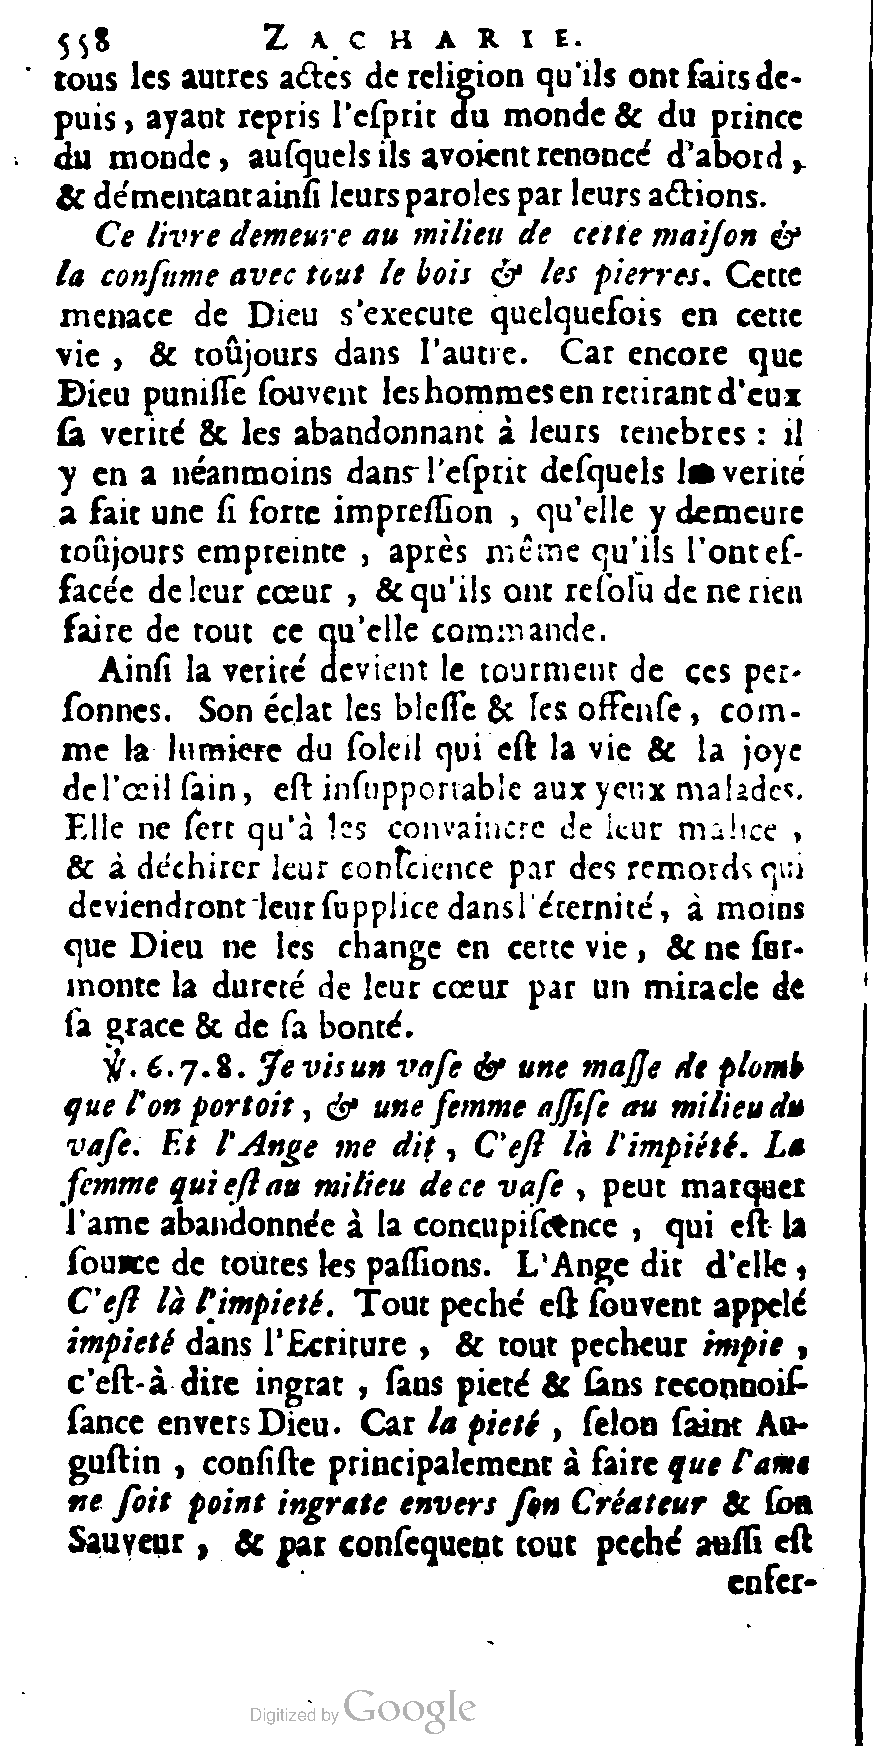 558 ZACHARIE.
tous les autres actes de religion qu'ils ont faits de-
puis, ayant repris l'eſprit du monde & du prince
du monde, auſquels ils avoient renoncé d'abord,
& démentant ainſi leurs paroles par leurs actions.
Ce livre demeure au milieu de cette maiſon &
la conſume avec tout le bois & les pierres. Cette
menace de Dieu s'execute quelquefois en cette
vie, & toûjours dans l'autre. Car encore que
Dieu puniſſe ſouvent les hommes en retirant d'eux
ſa verité & les abandonnant à leurs tenebres : il
y en a néanmoins dans l'eſprit deſquels la verité
a fait une ſi forte impreſſion, qu'elle y demeure
toûjours empreinte, après même qu'ils l'ont ef-
facée de leur cœur, & qu'ils ont reſolu de ne rien
faire de tout ce qu'elle commande.
Ainſi la verité devient le tourment de ces per-
ſonnes. Son éclat les bleſſe & les offenſe, com-
me la lumiere du ſoleil qui eſt la vie & la joye
de l'œil ſain, eſt inſupportable aux yeux malades.
Elle ne ſert qu'à les convaincre de leur malice,
& à déchirer leur conſcience par des remords qui
deviendront leur ſupplice dans l'éternité, à moins
que Dieu ne les change en cette vie, & ne ſur-
monte la dureté de leur cœur par un miracle de
ſa grace & de ſa bonté.
℣. 6. 7. 8. Je vis un vaſe & une maſſe de plomb
que l'on portoit, & une femme aſſiſe au milieu du
vaſe. Et l'Ange me dit, C'eſt là l'impiété. La
femme qui eſt au milieu de ce vaſe, peut marquer
l'ame abandonnée à la concupiſcence, qui eſt la
ſource de toutes les paſſions. L'Ange dit d'elle,
C'eſt là l'impieté. Tout peché eſt ſouvent appelé
impieté dans l'Ecriture, & tout pecheur impie,
c'eſt-à dire ingrat, ſans pieté & ſans reconnoiſ-
ſance envers Dieu. Car la pieté, ſelon ſaint Au-
guſtin, conſiſte principalement à faire que l'ame
ne ſoit point ingrate envers ſon Créateur & ſon
Sauveur, & par conſequent tout peché auſſi eſt
enfer-
Digitized by Google